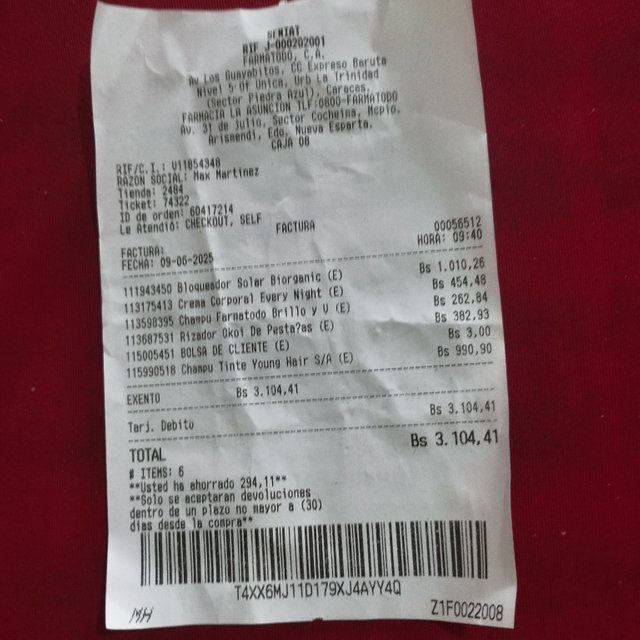 SENIAT
RIF J-000202001
FARMATODO, C.A.
Av Los Guayabitos, CC Expreso Baruta
Nivel 5 Of Unica, Urb La Trinidad
(Sector Piedra Azul), Caracas.
FARMACIA LA ASUNCION TLF:0800-FARMATODO
Av. 31 de julio, Sector Cocheima, Mcpio.
Arismendi, Edo. Nueva Esparta.
CAJA 08
RIF/C.I.: V11854348
RAZON SOCIAL: Max Martinez
Tienda: 2484
Ticket: 74322
ID de orden: 60417214
Le Atendió: CHECKOUT, SELF
FACTURA
FACTURA: 00056512
FECHA: 09-06-2025 HORA: 09:40
111943450 Bloqueador Solar Biorganic (E) Bs 1.010,26
113175413 Crema Corporal Every Night (E) Bs 454,48
113598395 Champu Farmatodo Brillo y V (E) Bs 262,84
113687531 Rizador Okoi De Pesta?as (E) Bs 382,93
115005451 BOLSA DE CLIENTE (E) Bs 3,00
115990518 Champu Tinte Young Hair S/A (E) Bs 990,90
EXENTO Bs 3.104,41
Tarj. Debito Bs 3.104,41
TOTAL Bs 3.104,41
# ITEMS: 6
**Usted ha ahorrado 294,11**
**Solo se aceptaran devoluciones
dentro de un plazo no mayor a (30)
dias desde la compra**
T4XX6MJ11D179XJ4AYY4Q
MH Z1F0022008